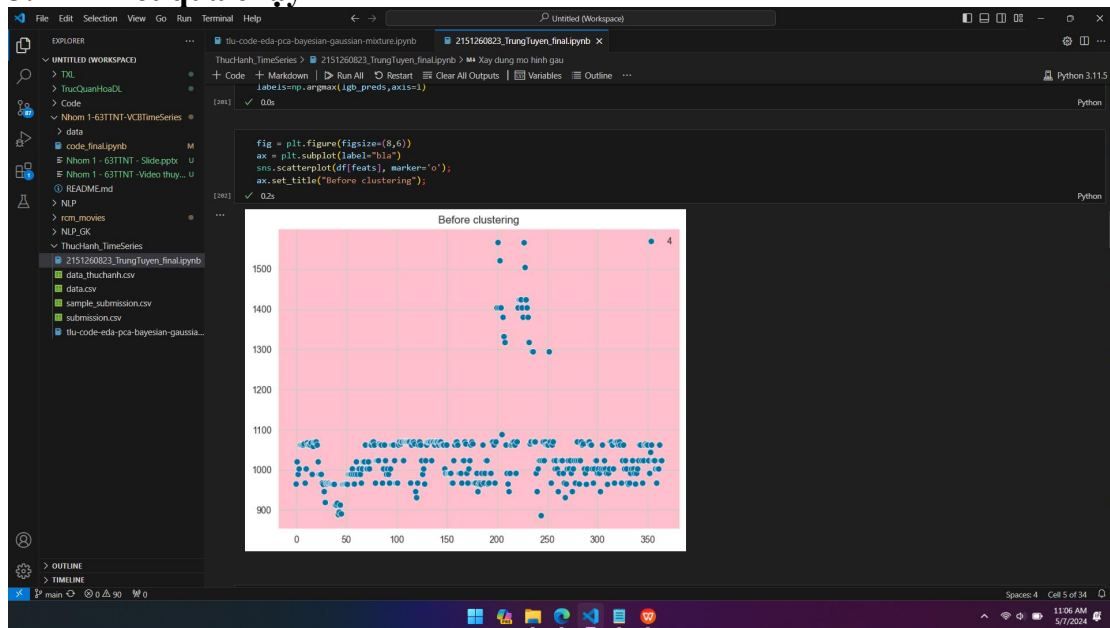 File Edit Selection View Go Run Terminal Help
Untitled (Workspace)
EXPLORER
UNTITLED (WORKSPACE)
TXL
TrucQuanHoaDL
Code
Nhom 1-63TTNT-VCBTimeSeries
data
code_final.ipynb M
Nhom 1 - 63TTNT - Slide.pptx U
Nhom 1 - 63TTNT -Video thuy... U
README.md
NLP
rcm_movies
NLP_GK
ThucHanh_TimeSeries
2151260823_TrungTuyen_final.ipynb
data_thuchanh.csv
data.csv
sample_submission.csv
submission.csv
tlu-code-eda-pca-bayesian-gaussia...
OUTLINE
TIMELINE
tlu-code-eda-pca-bayesian-gaussian-mixture.ipynb
2151260823_TrungTuyen_final.ipynb
ThucHanh_TimeSeries > 2151260823_TrungTuyen_final.ipynb > Xay dung mo hinh gau
+ Code + Markdown | Run All Restart Clear All Outputs | Variables Outline ...
Python 3.11.5
labels=np.argmax(lgb_preds,axis=1)
[201] 0.0s Python
fig = plt.figure(figsize=(8,6))
ax = plt.subplot(label="bla")
sns.scatterplot(df[feats], marker='o');
ax.set_title("Before clustering");
[202] 0.2s Python
Before clustering
4
1500
1400
1300
1200
1100
1000
900
0 50 100 150 200 250 300 350
87
main 0 90 0
Spaces: 4 Cell 5 of 34
11:06 AM
5/7/2024